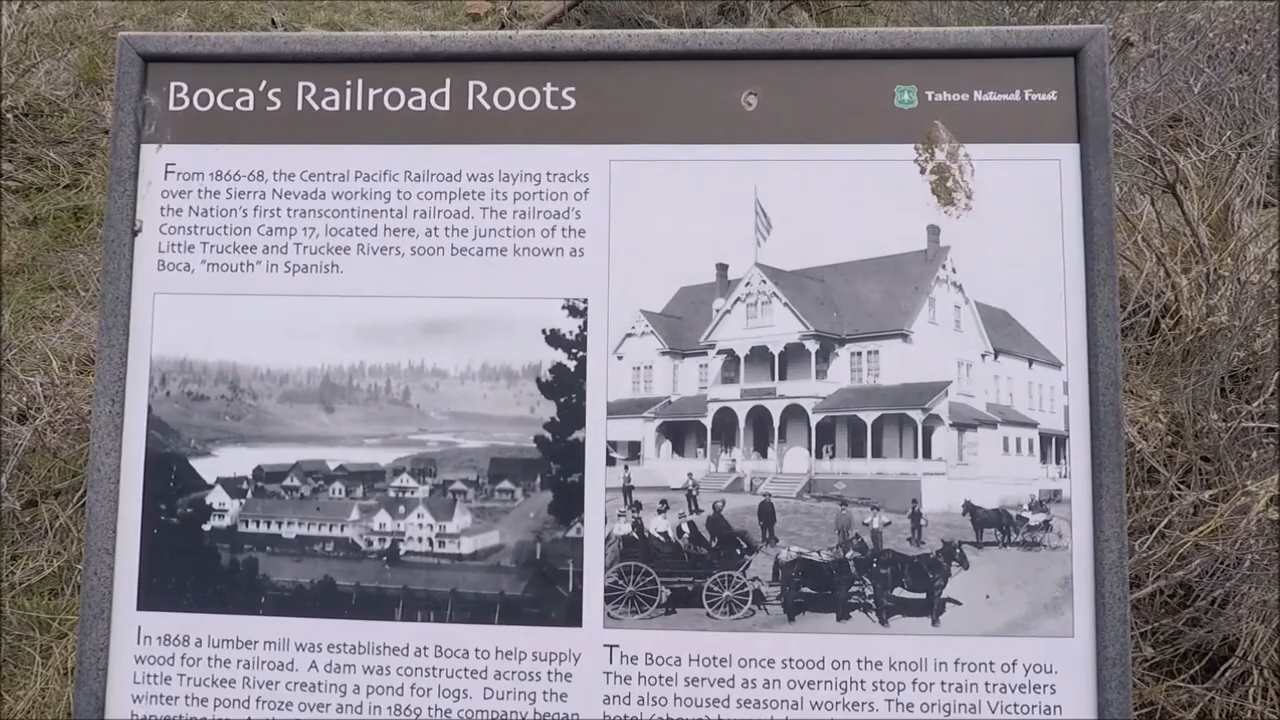 Boca's Railroad Roots
Tahoe National Forest
From 1866-68, the Central Pacific Railroad was laying tracks
over the Sierra Nevada working to complete its portion of
the Nation's first transcontinental railroad. The railroad's
Construction Camp 17, located here, at the junction of the
Little Truckee and Truckee Rivers, soon became known as
Boca, "mouth" in Spanish.
In 1868 a lumber mill was established at Boca to help supply
wood for the railroad. A dam was constructed across the
Little Truckee River creating a pond for logs. During the
winter the pond froze over and in 1869 the company began
harvesting ice.
The Boca Hotel once stood on the knoll in front of you.
The hotel served as an overnight stop for train travelers
and also housed seasonal workers. The original Victorian
hotel (above)